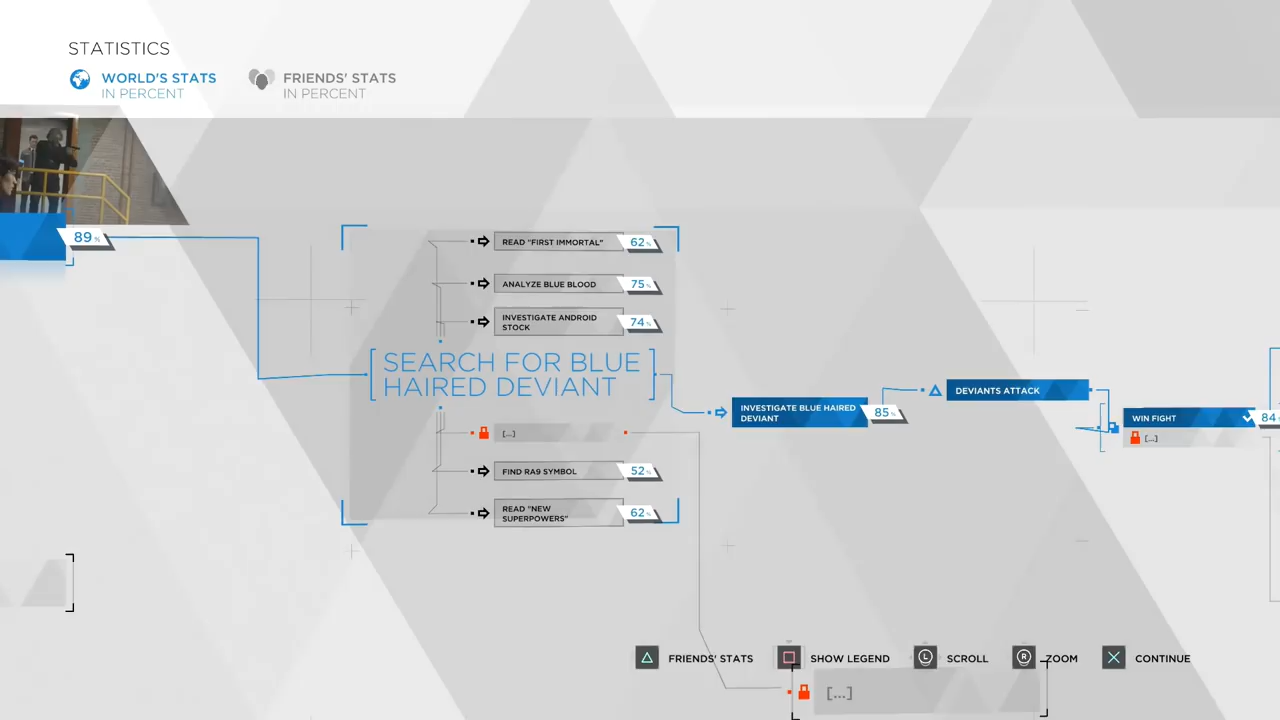 STATISTICS
WORLD'S STATS
IN PERCENT
FRIENDS' STATS
IN PERCENT
89%
READ "FIRST IMMORTAL"
62%
ANALYZE BLUE BLOOD
75%
INVESTIGATE ANDROID
STOCK
74%
SEARCH FOR BLUE
HAIRED DEVIANT
[...]
FIND RA9 SYMBOL
52%
READ "NEW
SUPERPOWERS"
62%
INVESTIGATE BLUE HAIRED
DEVIANT
85%
DEVIANTS ATTACK
WIN FIGHT
84%
[...]
FRIENDS' STATS
SHOW LEGEND
L
SCROLL
R
ZOOM
CONTINUE
[...]